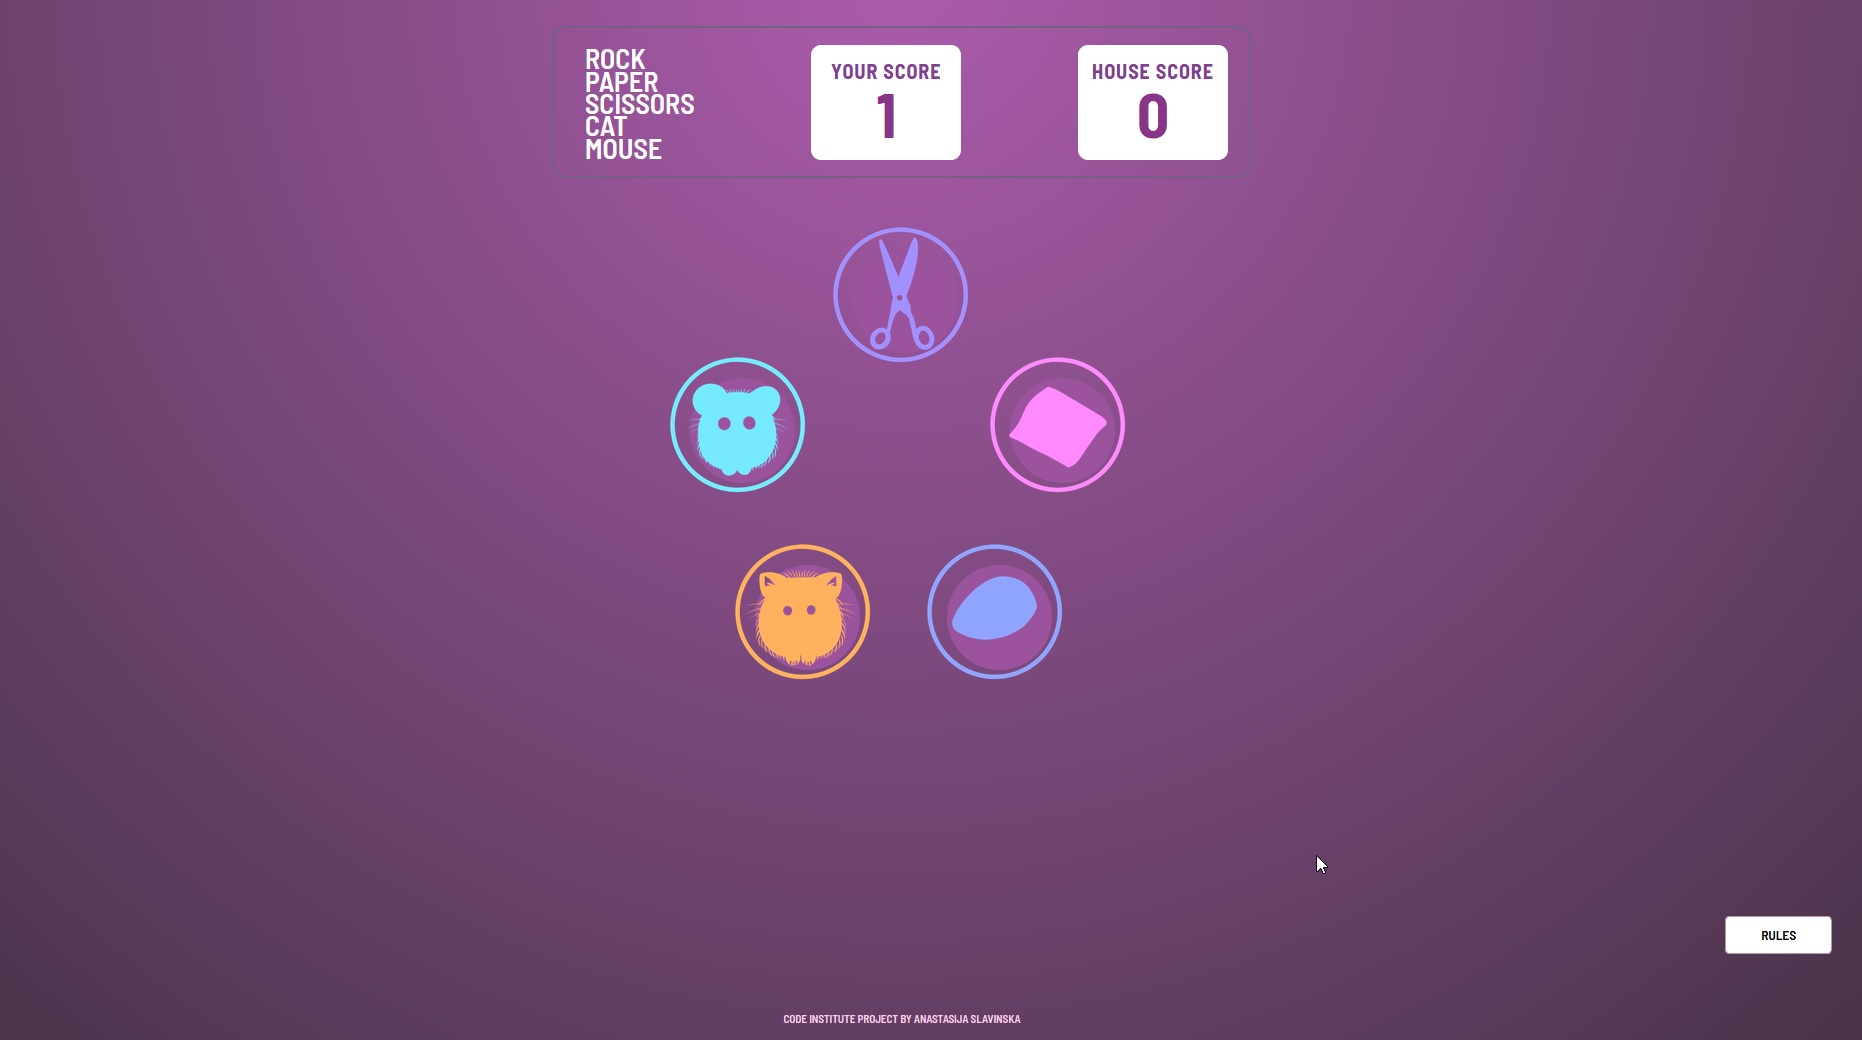 ROCK
PAPER
SCISSORS
CAT
MOUSE
YOUR SCORE
1
HOUSE SCORE
0
RULES
CODE INSTITUTE PROJECT BY ANASTASIJA SLAVINSKA